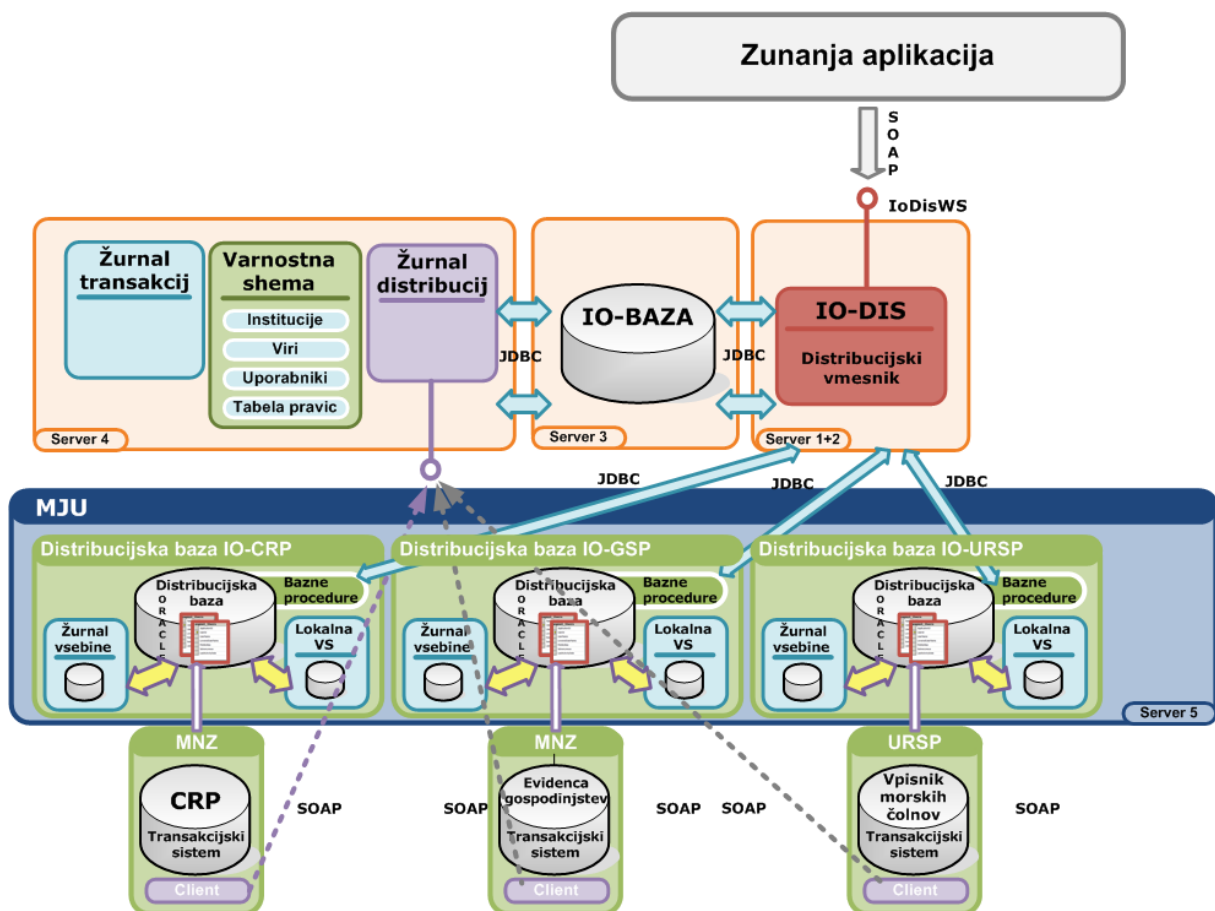 Zunanja aplikacija
SOAP
IoDisWS
Žurnal
transakcij
Varnostna
shema
Institucije
Viri
Uporabniki
Tabela pravic
Žurnal
distribucij
JDBC
IO-BAZA
JDBC
IO-DIS
Distribucijski
vmesnik
Server 4
Server 3
Server 1+2
JDBC
JDBC
JDBC
MJU
Distribucijska baza IO-CRP
Distribucijska
baza
ORACLE
Bazne
procedure
Žurnal
vsebine
Lokalna
VS
Distribucijska baza IO-GSP
Distribucijska
baza
ORACLE
Bazne
procedure
Žurnal
vsebine
Lokalna
VS
Distribucijska baza IO-URSP
Distribucijska
baza
ORACLE
Bazne
procedure
Žurnal
vsebine
Lokalna
VS
Server 5
MNZ
CRP
Transakcijski
sistem
Client
SOAP
SOAP
MNZ
Evidenca
gospodinjstev
Transakcijski
sistem
Client
SOAP
SOAP
URSP
Vpisnik
morskih
čolnov
Transakcijski
sistem
Client
SOAP